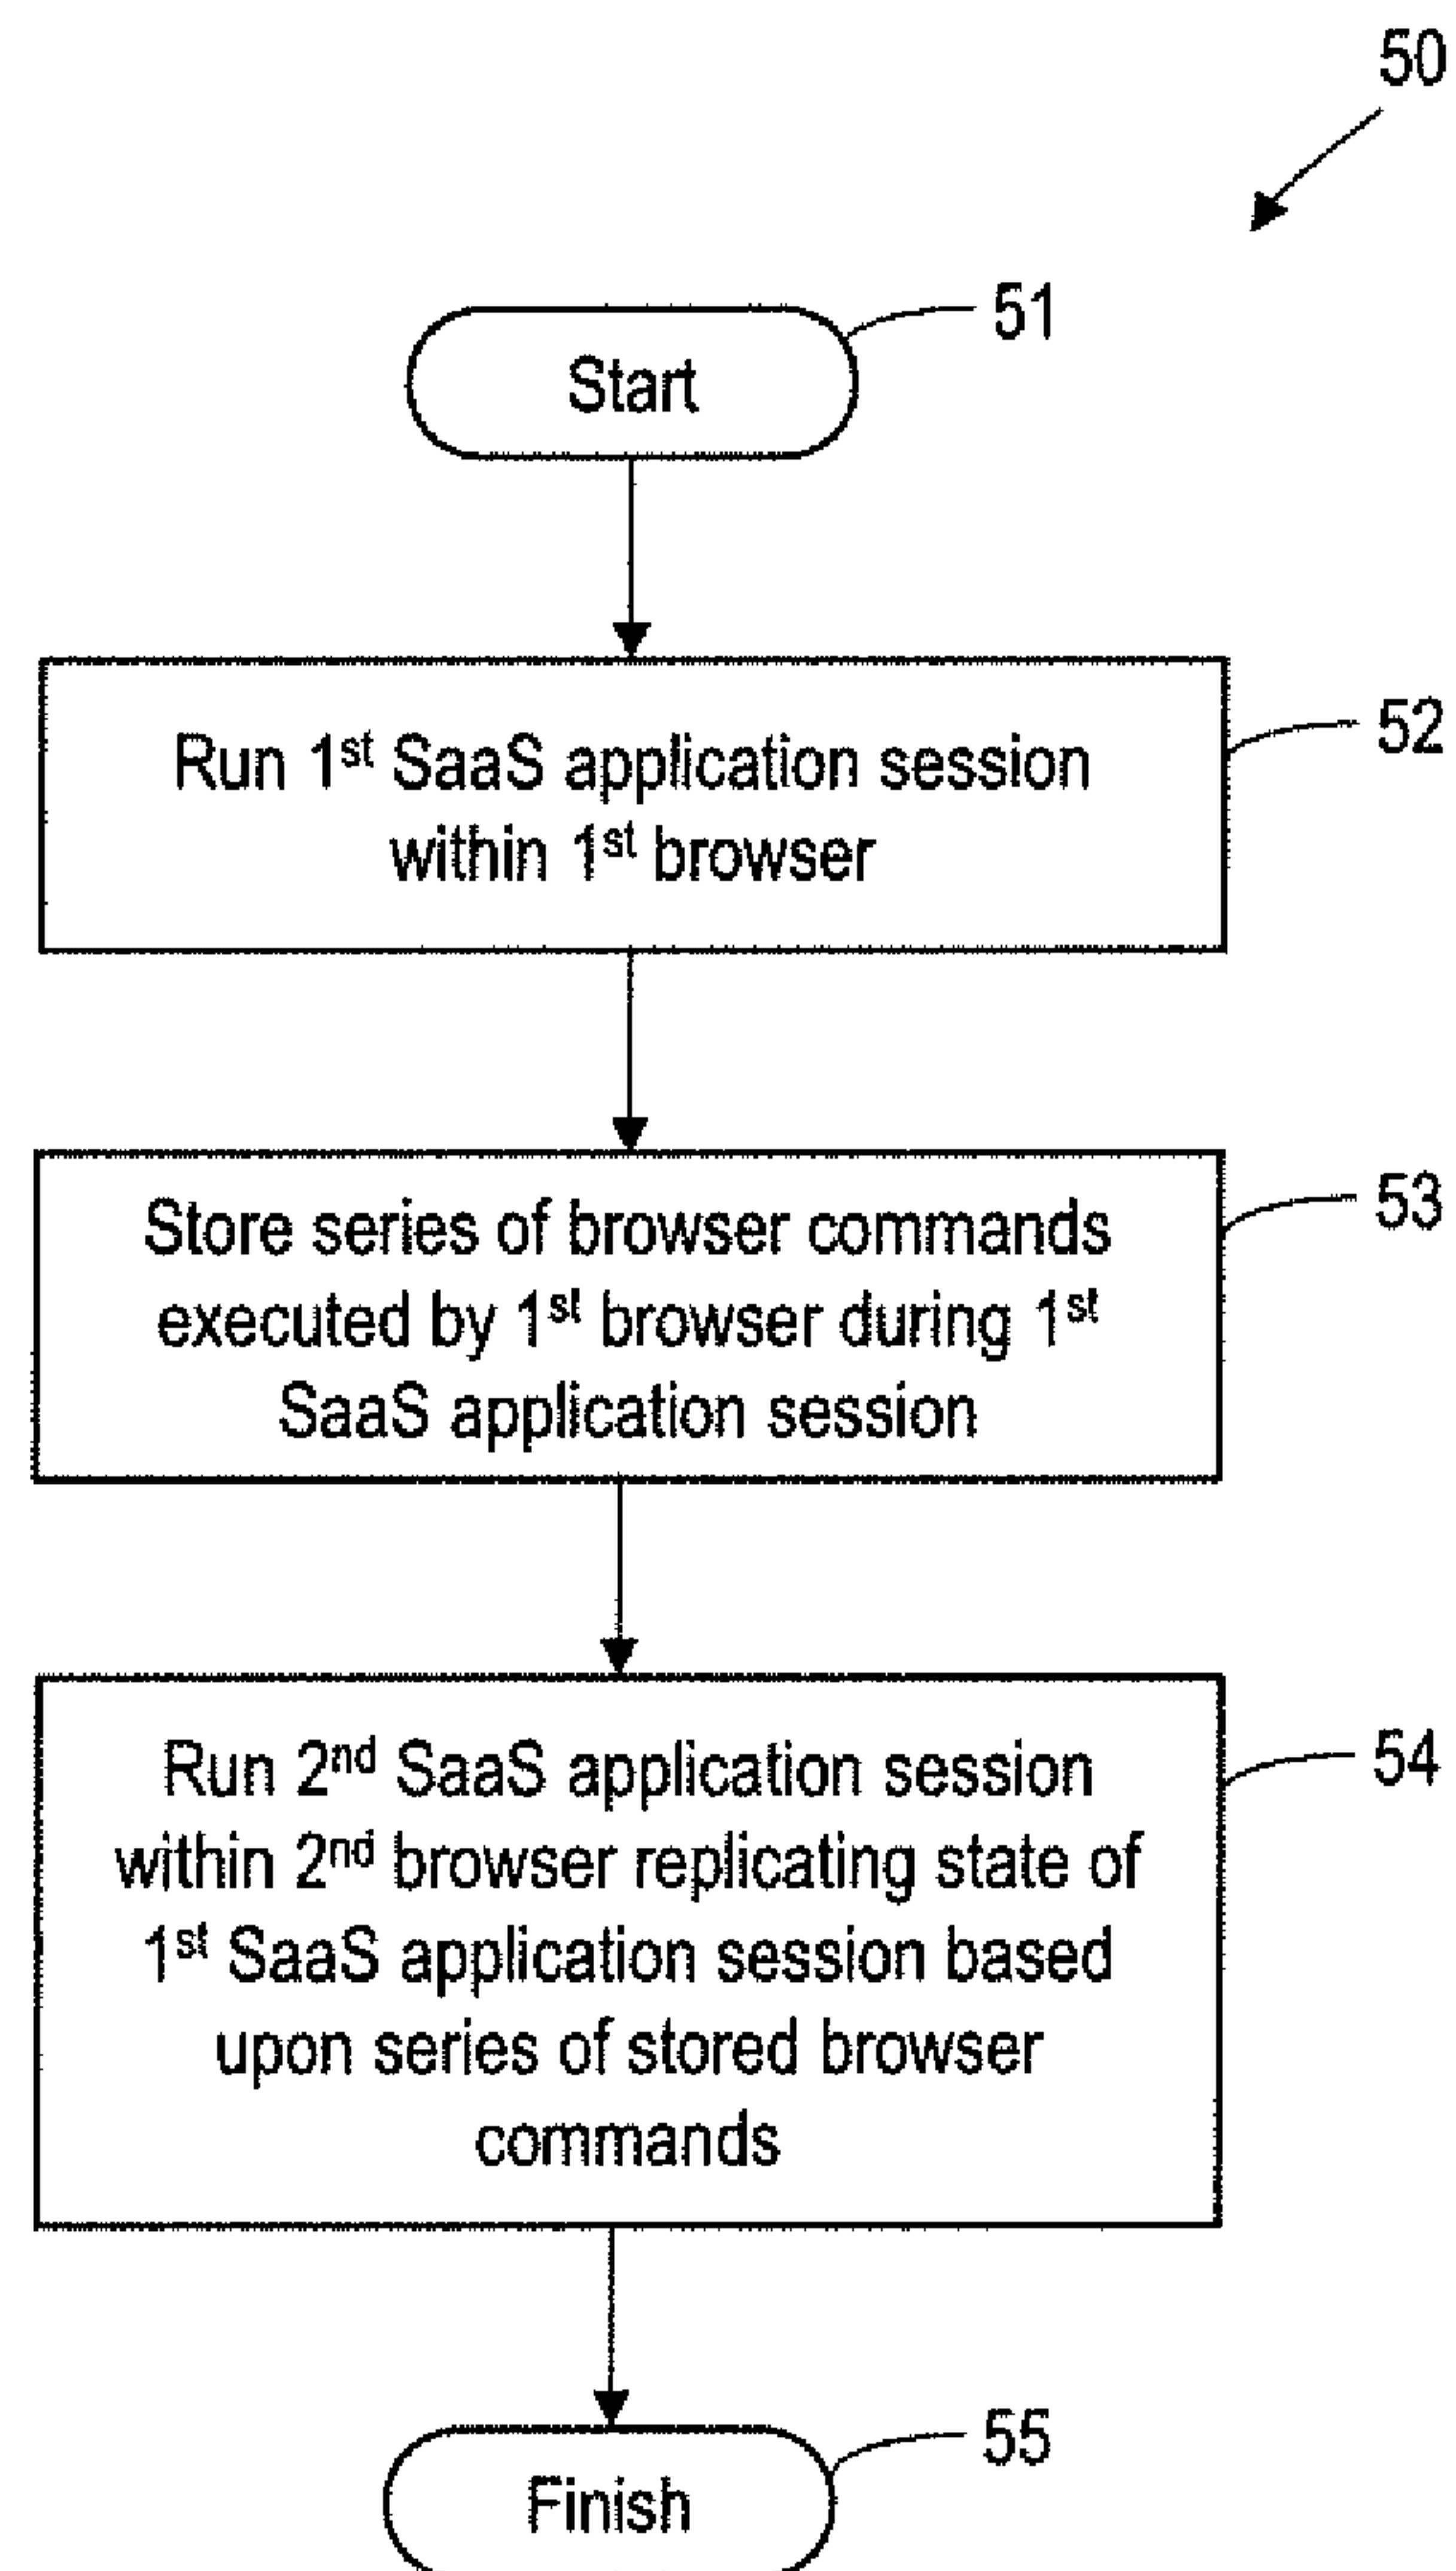 50
51
Start
52
Run 1st SaaS application session
within 1st browser
53
Store series of browser commands
executed by 1st browser during 1st
SaaS application session
54
Run 2nd SaaS application session
within 2nd browser replicating state of
1st SaaS application session based
upon series of stored browser
commands
55
Finish